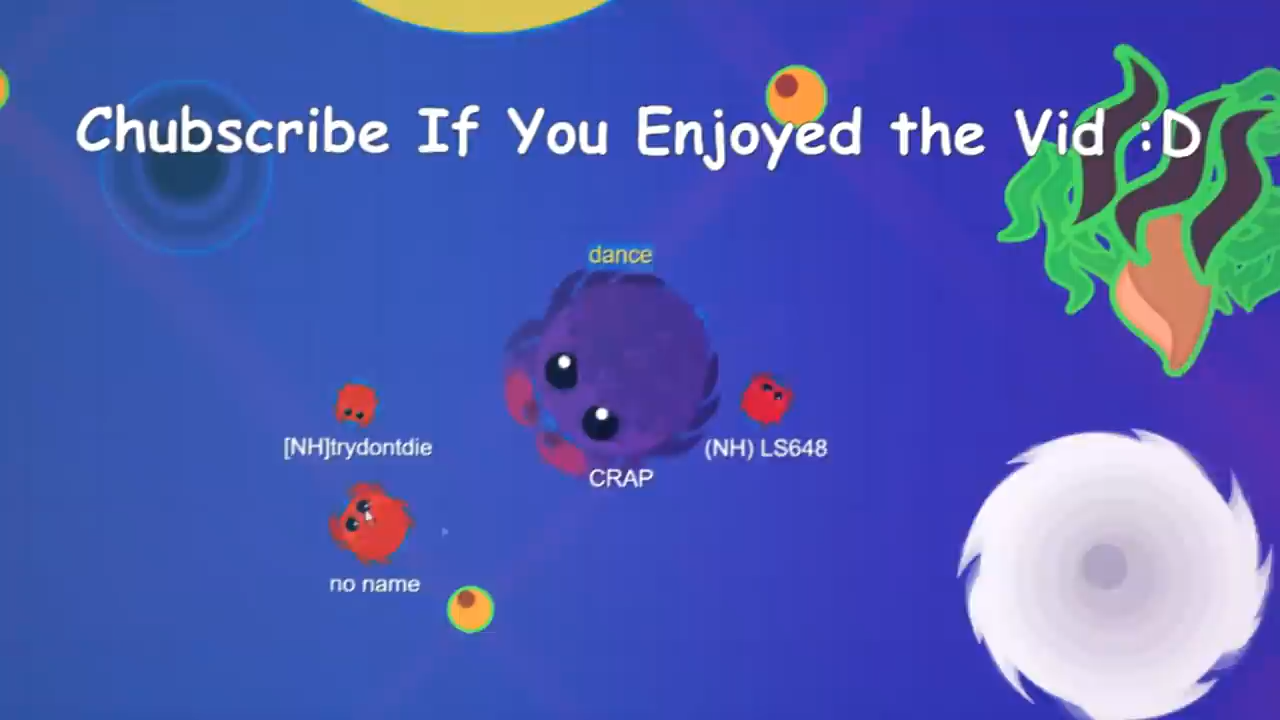 Chubscribe If You Enjoyed the Vid :D
dance
[NH]trydontdie
(NH) LS648
CRAP
no name